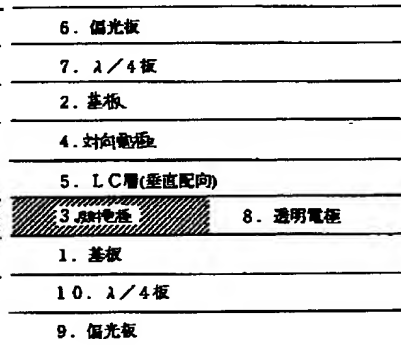 6. 偏光板
7. λ/4板
2. 基板
4. 対向電極
5. LC層(垂直配向)
3. 反射電極 8. 透明電極
1. 基板
10. λ/4板
9. 偏光板